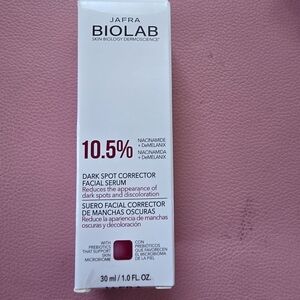 JAFRA
BIOLAB
SKIN BIOLOGY DERMOSCIENCE
10.5%
NIACINAMIDE
+ DeMELANIX
NIACINAMIDA
+ DeMELANIX
DARK SPOT CORRECTOR
FACIAL SERUM
Reduces the appearance of
dark spots and discoloration
SUERO FACIAL CORRECTOR
DE MANCHAS OSCURAS
Reduce la apariencia de manchas
oscuras y decoloración
WITH
PREBIOTICS
THAT SUPPORT
SKIN
MICROBIOME
CON
PREBIÓTICOS
QUE FAVORECEN
EL MICROBIOMA
DE LA PIEL
30 ml / 1.0 FL. OZ.